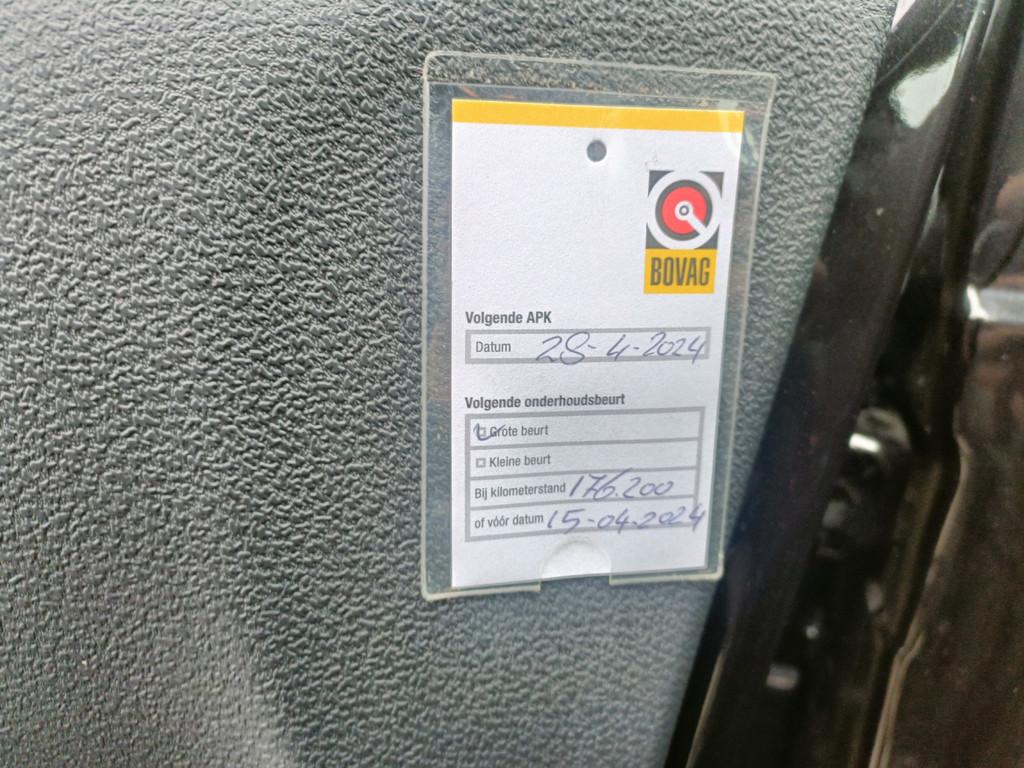 BOVAG
Volgende APK
Datum 28-4-2024
Volgende onderhoudsbeurt
Grote beurt
Kleine beurt
Bij kilometerstand 176.200
of vóór datum 15-04-2024